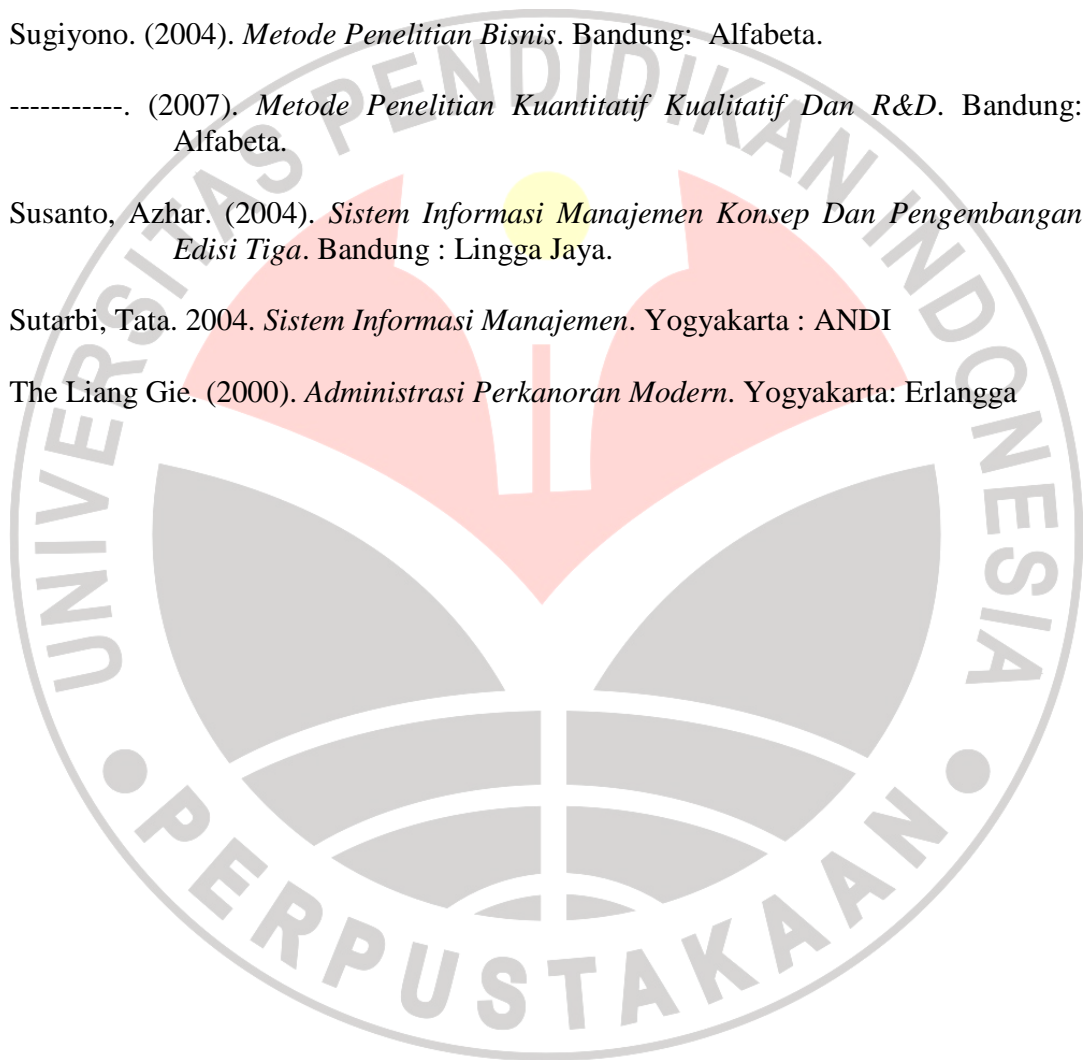 Sugiyono. (2004). Metode Penelitian Bisnis. Bandung: Alfabeta.
-----------. (2007). Metode Penelitian Kuantitatif Kualitatif Dan R&D. Bandung:
Alfabeta.
Susanto, Azhar. (2004). Sistem Informasi Manajemen Konsep Dan Pengembangan
Edisi Tiga. Bandung : Lingga Jaya.
Sutarbi, Tata. 2004. Sistem Informasi Manajemen. Yogyakarta : ANDI
The Liang Gie. (2000). Administrasi Perkanoran Modern. Yogyakarta: Erlangga
UNIVERSITAS PENDIDIKAN INDONESIA
PERPUSTAKAAN